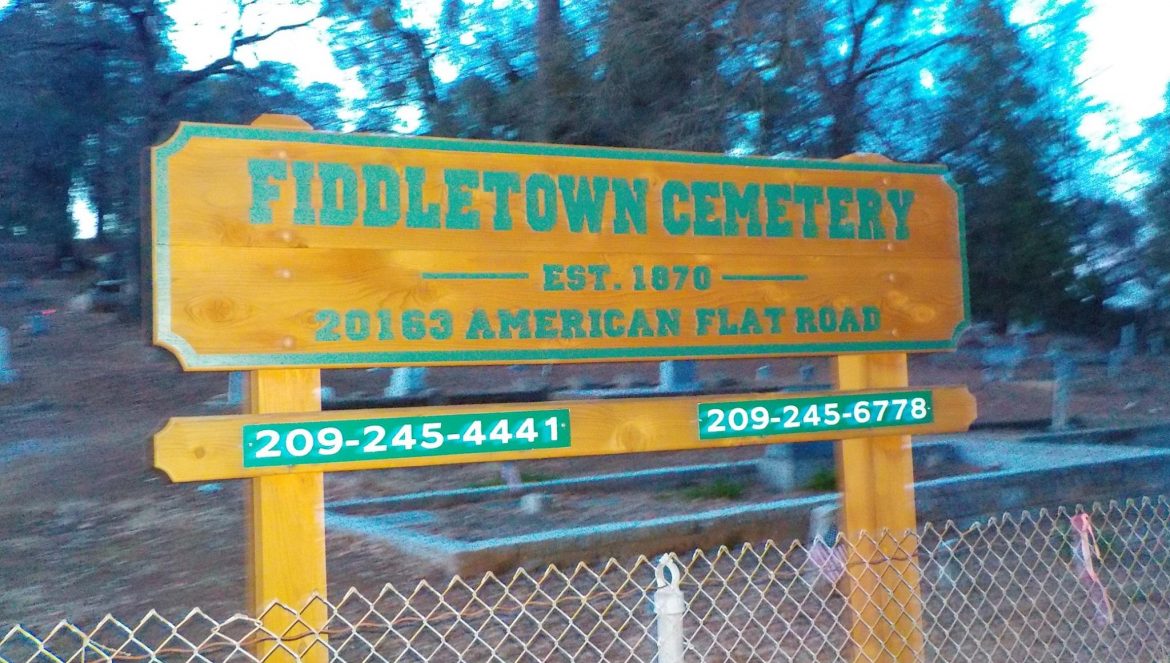 FIDDLETOWN CEMETERY
EST. 1870
20163 AMERICAN FLAT ROAD
209-245-4441 209-245-6778